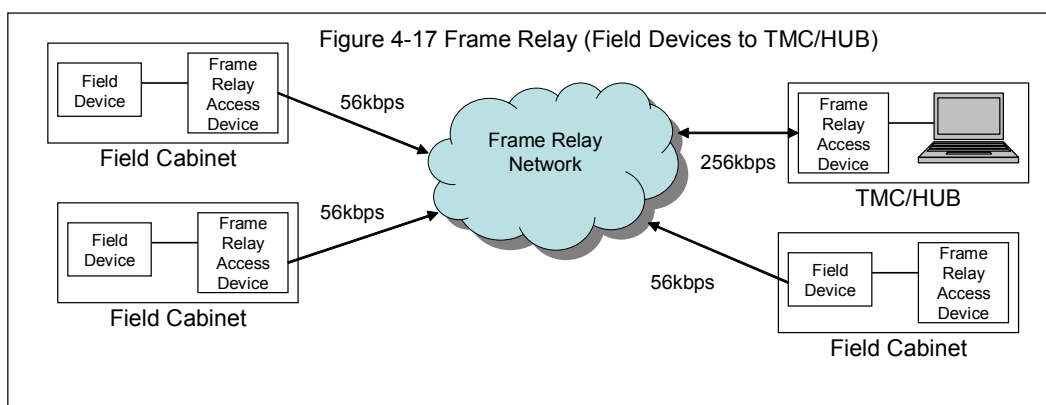 Figure 4-17 Frame Relay (Field Devices to TMC/HUB)
Field
Device
Frame
Relay
Access
Device
Field Cabinet
56kbps
Field
Device
Frame
Relay
Access
Device
Field Cabinet
56kbps
Frame Relay
Network
256kbps
Frame
Relay
Access
Device
TMC/HUB
56kbps
Field
Device
Frame
Relay
Access
Device
Field Cabinet